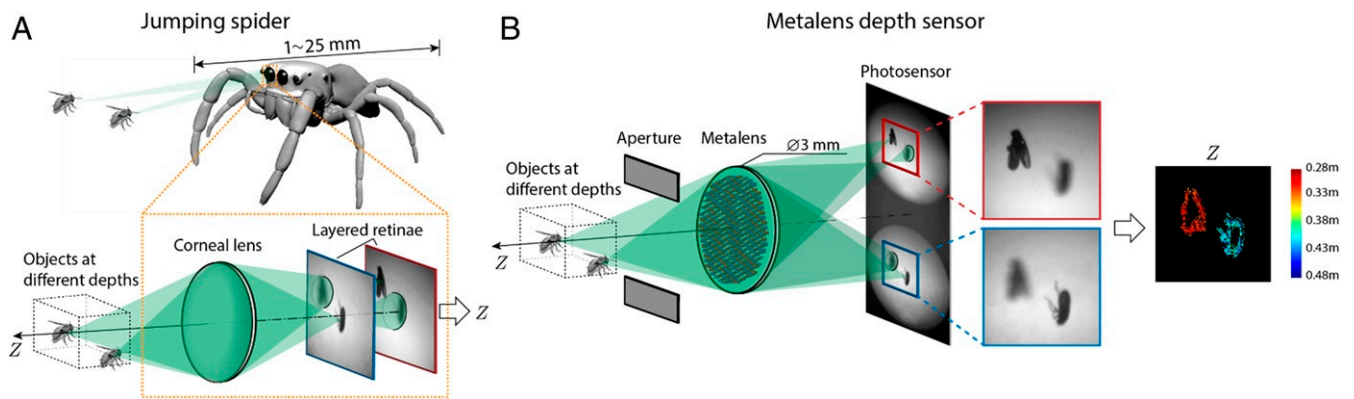 A
Jumping spider
1~25 mm
Objects at
different depths
Corneal lens
Layered retinae
Z
Z
B
Metalens depth sensor
Photosensor
Aperture
Metalens
∅3 mm
Objects at
different depths
Z
Z
0.28m
0.33m
0.38m
0.43m
0.48m